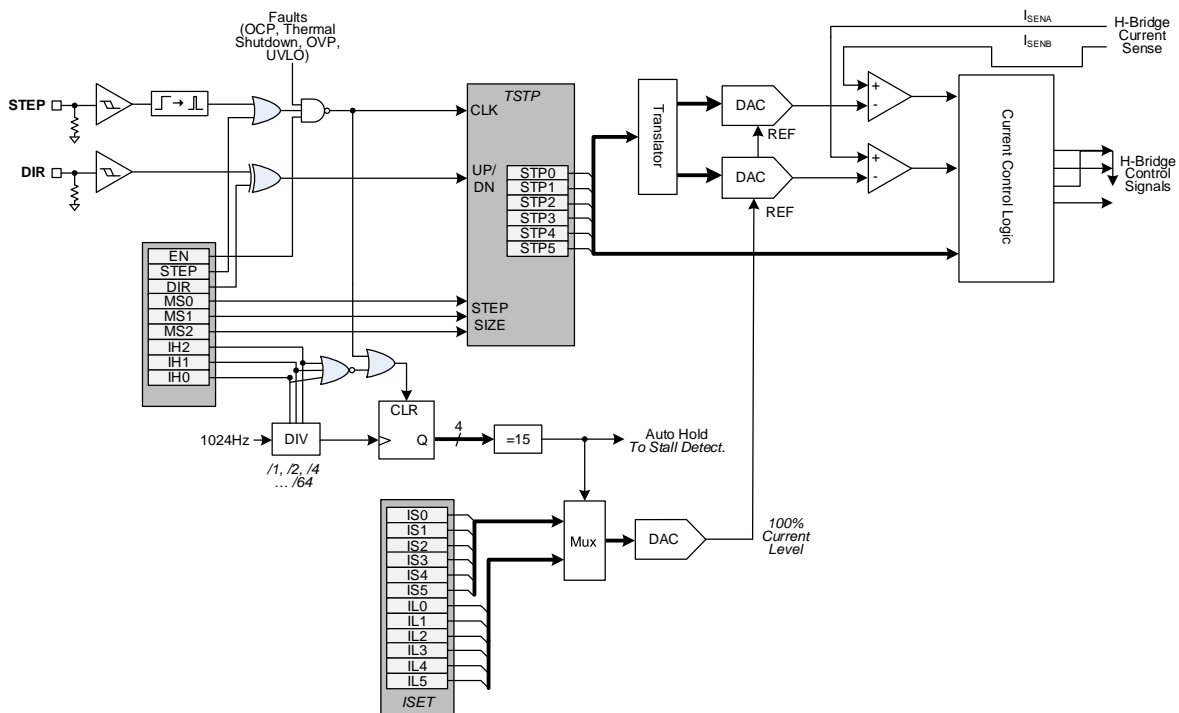 Faults
(OCP, Thermal
Shutdown, OVP,
UVLO)
STEP
DIR
EN
STEP
DIR
MS0
MS1
MS2
IH2
IH1
IH0
TSTP
CLK
UP/
DN
STP0
STP1
STP2
STP3
STP4
STP5
STEP
SIZE
Translator
DAC
REF
DAC
REF
ISENA
ISENB
H-Bridge
Current
Sense
+
-
+
-
Current Control Logic
H-Bridge
Control
Signals
1024Hz
DIV
/1, /2, /4
... /64
CLR
Q
4
=15
Auto Hold
To Stall Detect.
Mux
DAC
100%
Current
Level
IS0
IS1
IS2
IS3
IS4
IS5
IL0
IL1
IL2
IL3
IL4
IL5
ISET